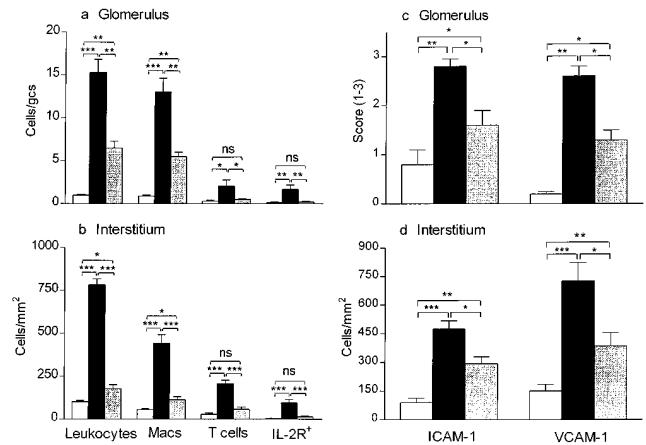 a Glomerulus
Cells/gcs
20
15
10
5
0
** ** ns ns
*** ** *** ** * * ** **
b Interstitium
Cells/mm²
1000
750
500
250
0
* * ns ns
*** *** *** *** *** *** *** ***
Leukocytes Macs T cells IL-2R⁺
c Glomerulus
Score (1-3)
3
2
1
0
* *
** * ** *
d Interstitium
Cells/mm²
900
750
600
450
300
150
0
** **
*** * *** *
ICAM-1 VCAM-1